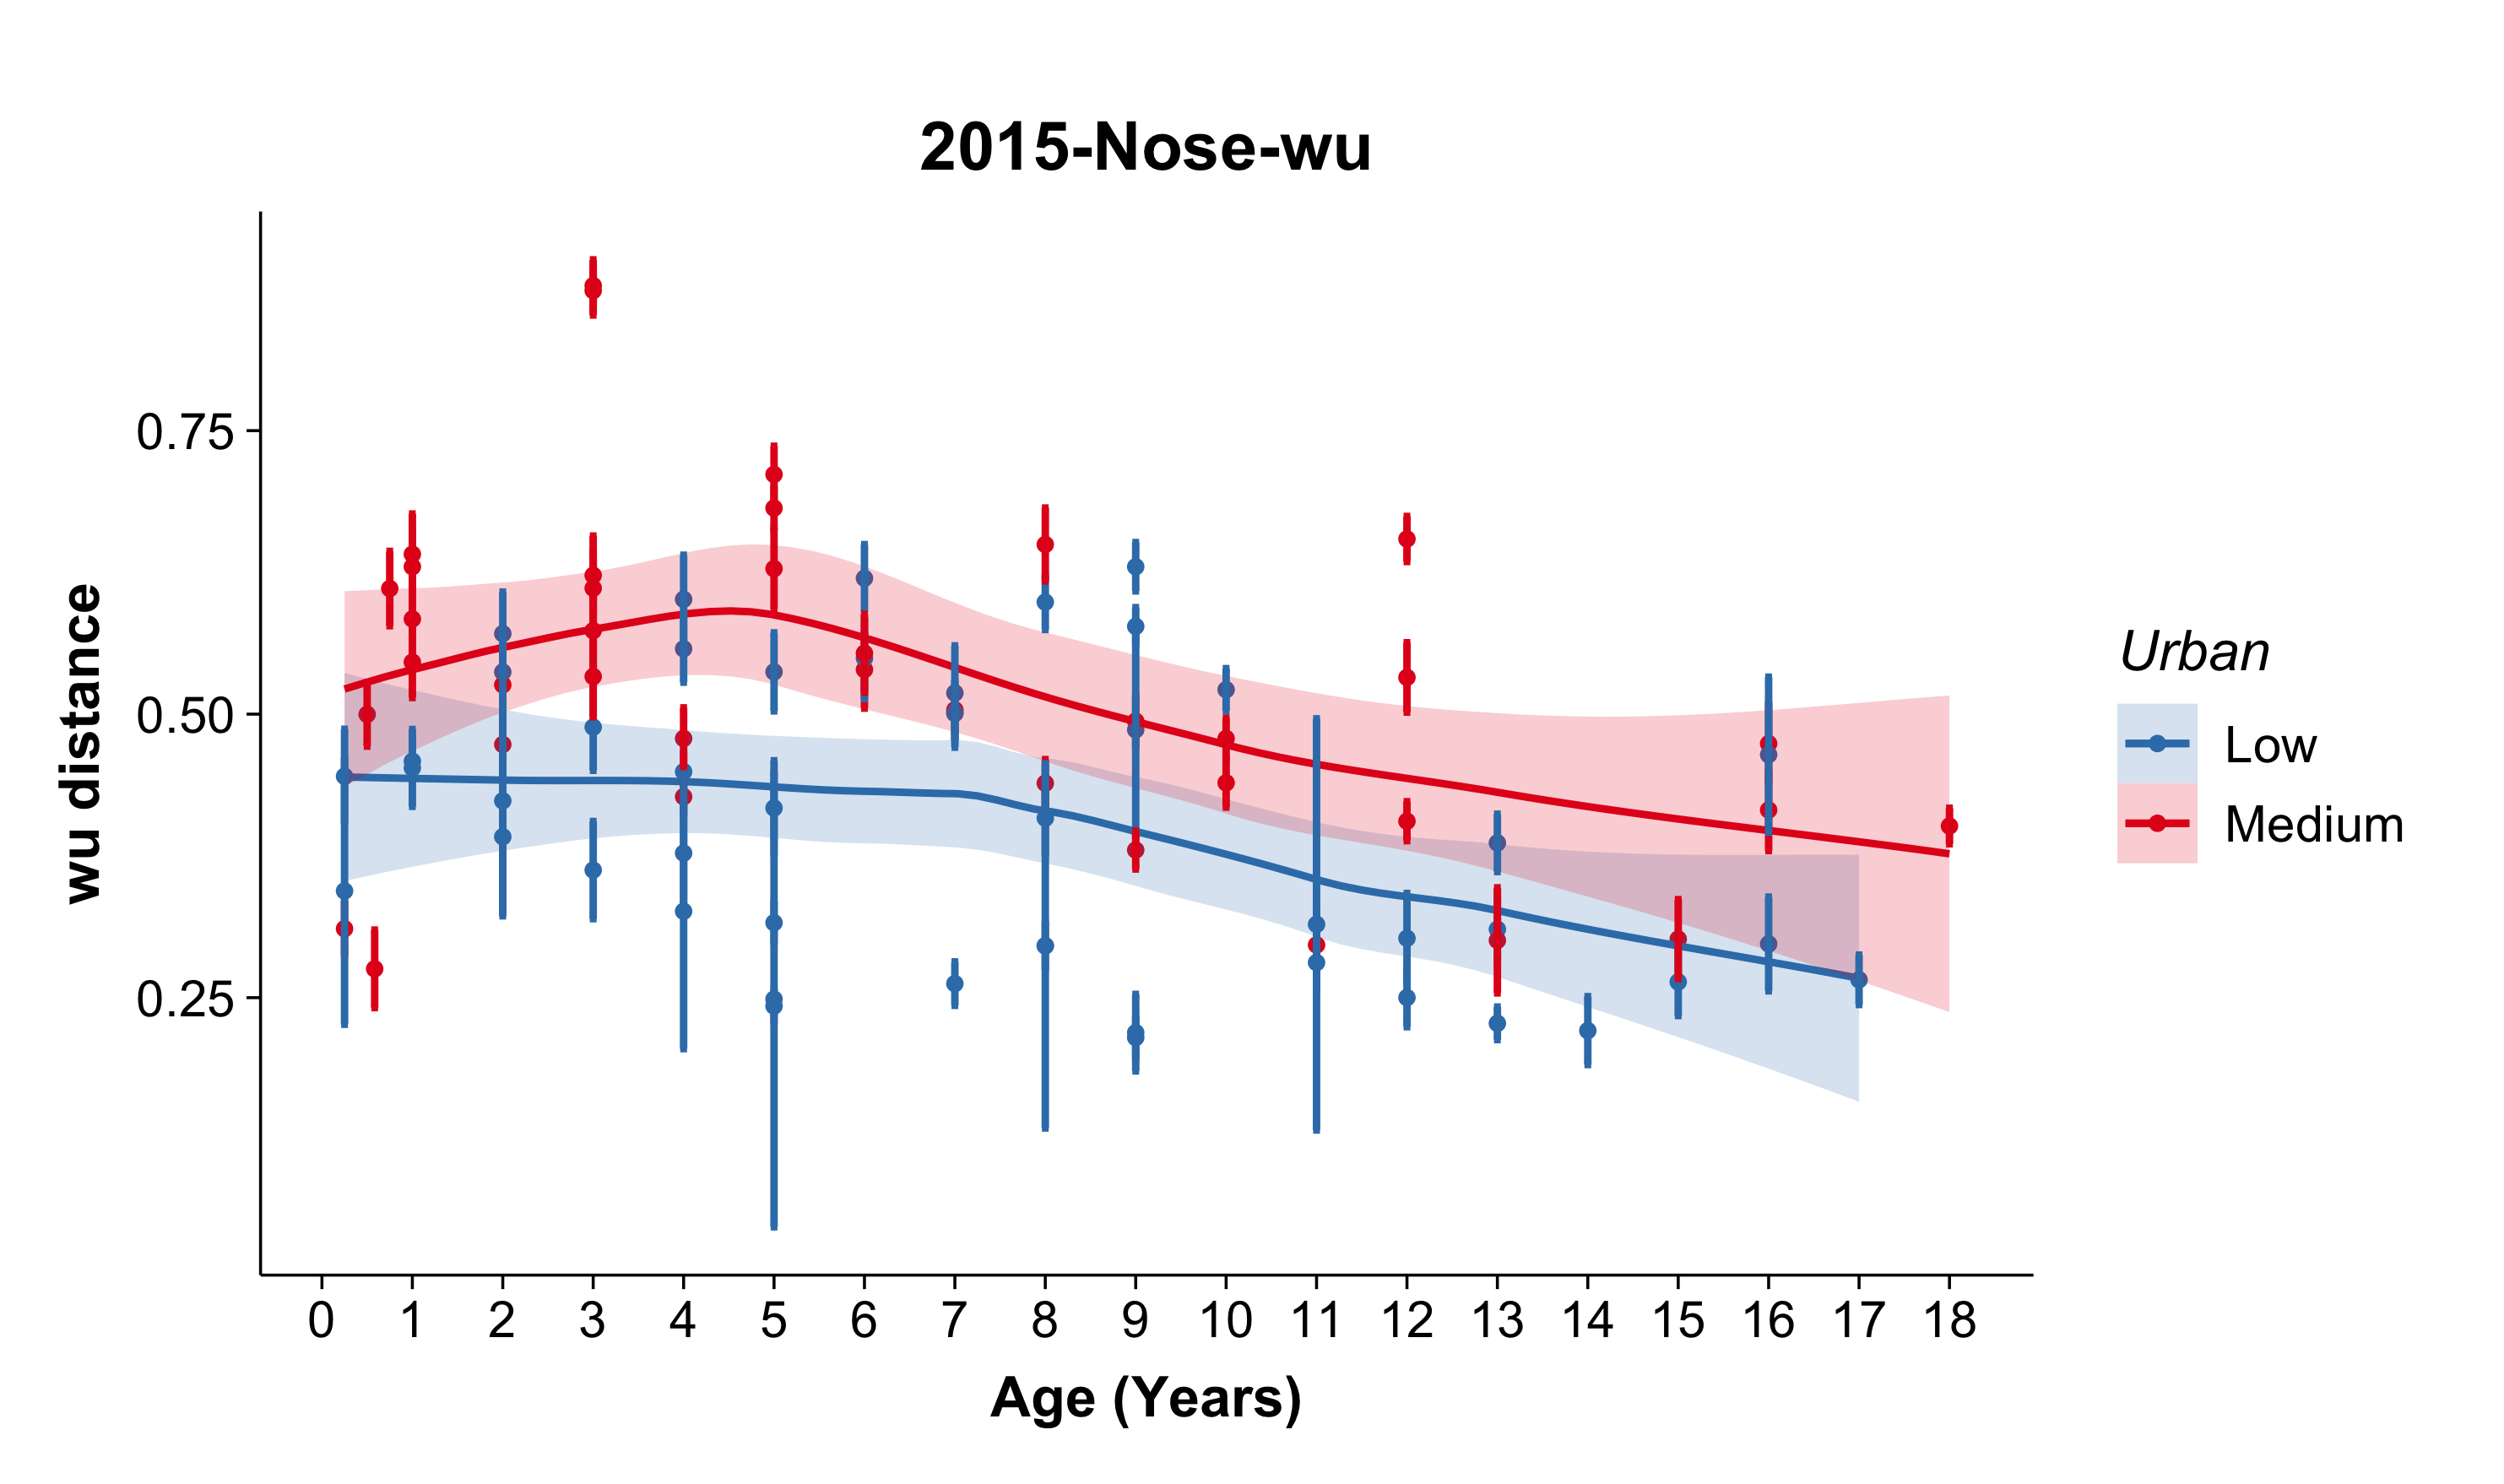 2015-Nose-wu
wu distance
0.75
0.50
0.25
0 1 2 3 4 5 6 7 8 9 10 11 12 13 14 15 16 17 18
Age (Years)
Urban
Low
Medium